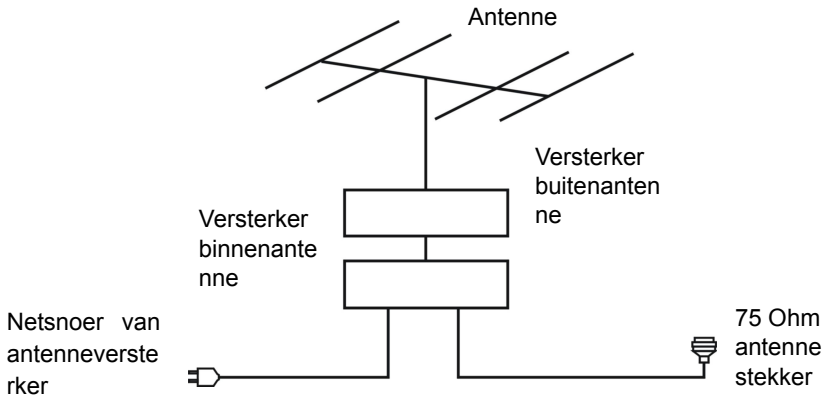 Antenne
Versterker
buitenanten
ne
Versterker
binnenante
nne
Netsnoer van
antenneverste
rker
75 Ohm
antenne
stekker